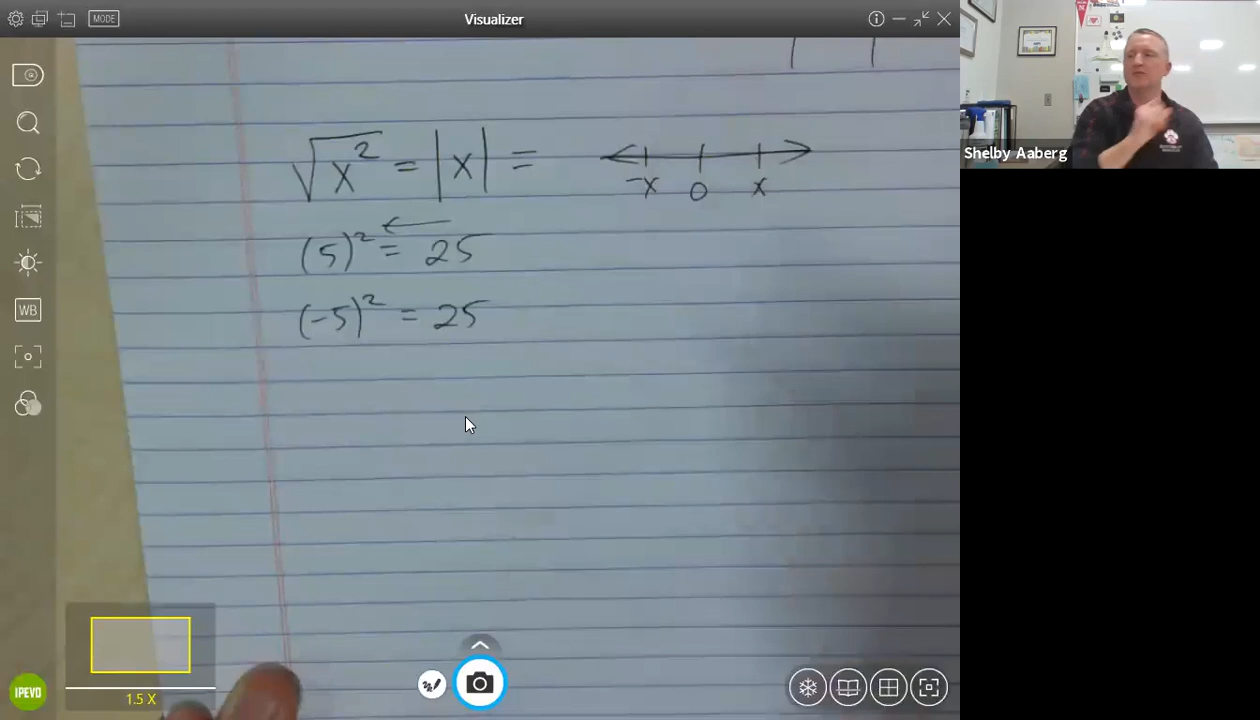 MODE
Visualizer
√x² = |x| =
-x 0 x
(5)² = 25
(-5)² = 25
Shelby Aaberg
WB
IPEVO
1.5 X